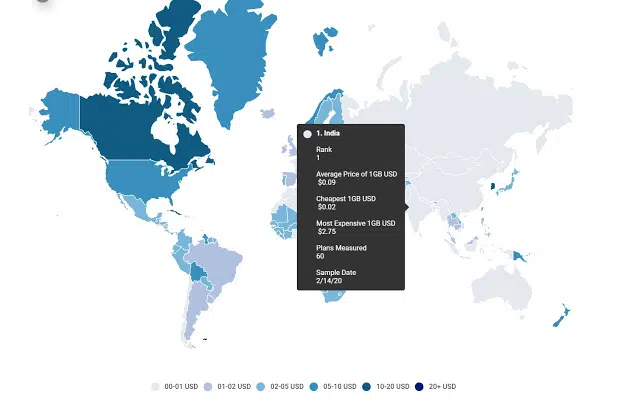 1. India
Rank
1
Average Price of 1GB USD
$0.09
Cheapest 1GB USD
$0.02
Most Expensive 1GB USD
$2.75
Plans Measured
60
Sample Date
2/14/20
00-01 USD 01-02 USD 02-05 USD 05-10 USD 10-20 USD 20+ USD